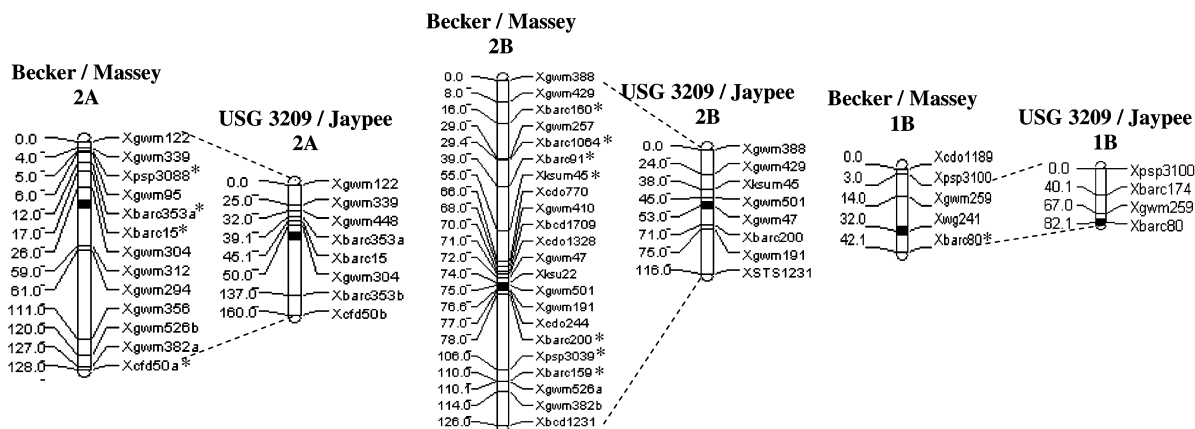 Becker / Massey
2A
0.0 Xgwm122
4.0 Xgwm339
5.0 Xpsp3088*
6.0 Xgwm95
12.0 Xbarc353a*
17.0 Xbarc15*
26.0 Xgwm304
59.0 Xgwm312
61.0 Xgwm294
111.0 Xgwm356
120.0 Xgwm526b
127.0 Xgwm382a
128.0 Xcfd50a*
USG 3209 / Jaypee
2A
0.0 Xgwm122
25.0 Xgwm339
32.0 Xgwm448
39.1 Xbarc353a
45.1 Xbarc15
50.0 Xgwm304
137.0 Xbarc353b
160.0 Xcfd50b
Becker / Massey
2B
0.0 Xgwm388
8.0 Xgwm429
16.0 Xbarc160*
29.0 Xgwm257
29.4 Xbarc1064*
39.0 Xbarc91*
55.0 Xksum45*
66.0 Xcdo770
68.0 Xgwm410
70.0 Xbcd1709
71.0 Xcdo1328
72.0 Xgwm47
74.0 Xksu22
75.0 Xgwm501
76.6 Xgwm191
77.0 Xcdo244
78.0 Xbarc200*
106.0 Xpsp3039*
110.0 Xbarc159*
110.1 Xgwm526a
114.0 Xgwm382b
126.0 Xbcd1231
USG 3209 / Jaypee
2B
0.0 Xgwm388
24.0 Xgwm429
38.0 Xksum45
45.0 Xgwm501
53.0 Xgwm47
71.0 Xbarc200
75.0 Xgwm191
116.0 XSTS1231
Becker / Massey
1B
0.0 Xcdo1189
3.0 Xpsp3100
14.0 Xgwm259
32.0 Xwg241
42.1 Xbarc80*
USG 3209 / Jaypee
1B
0.0 Xpsp3100
40.1 Xbarc174
67.0 Xgwm259
82.1 Xbarc80